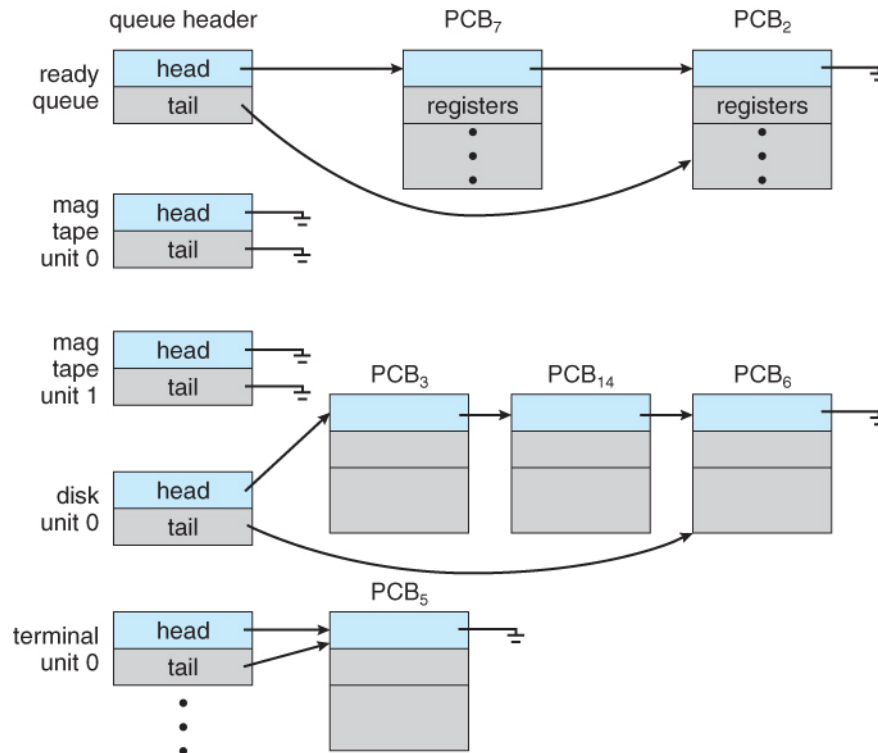 queue header
PCB₇
PCB₂
ready
queue
head
tail
registers
registers
mag
tape
unit 0
head
tail
mag
tape
unit 1
head
tail
PCB₃
PCB₁₄
PCB₆
disk
unit 0
head
tail
PCB₅
terminal
unit 0
head
tail